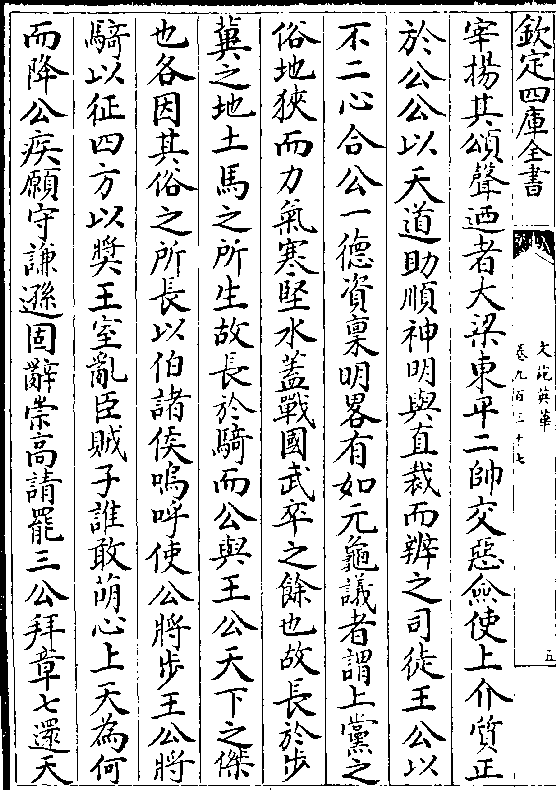 欽定四庫全書
文苑英華
卷九百三十七
五
宰揚其頌聲迺者大梁東平二帥交惡僉使上介質正
於公公以天道助順神明與直裁而辨之司徒王公以
不二心合公一德資稟明畧有如元龜議者謂上黨之
俗地狹而力氣寒堅水蓋戰國武卒之餘也故長於步
冀之地土馬之所生故長於騎而公與王公天下之傑
也各因其俗之所長以伯諸侯嗚呼使公將步王公將
騎以征四方以奬王室亂臣賊子誰敢萌心上天為何
而降公疾願守謙遜固辭崇高請罷三公拜章七還天